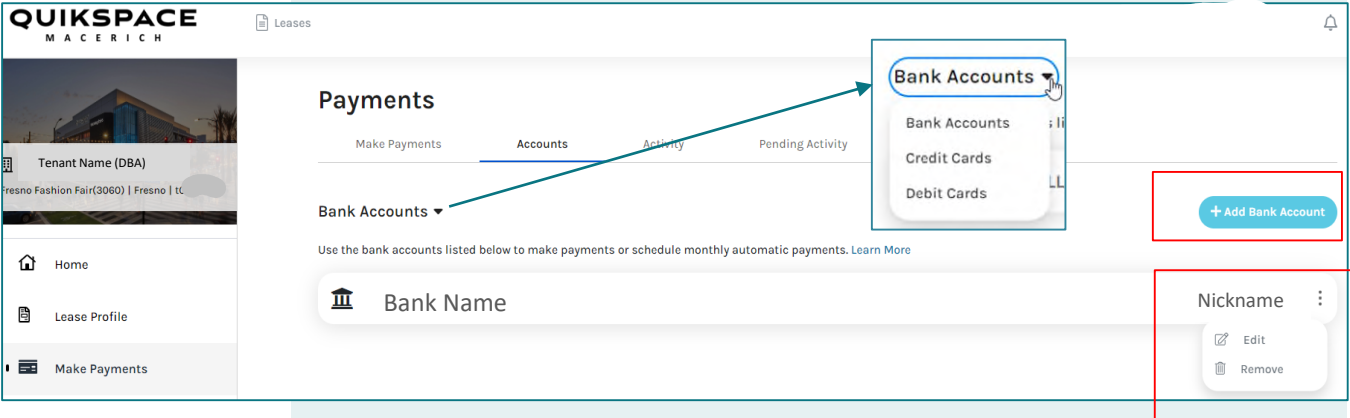 QUIKSPACE
MACERICH
Leases
Tenant Name (DBA)
Fresno Fashion Fair(3060) | Fresno |
Home
Lease Profile
Make Payments
Payments
Make Payments
Accounts
Activity
Pending Activity
Bank Accounts
Bank Accounts
Credit Cards
Debit Cards
Bank Accounts
+ Add Bank Account
Use the bank accounts listed below to make payments or schedule monthly automatic payments. Learn More
Bank Name
Nickname
Edit
Remove